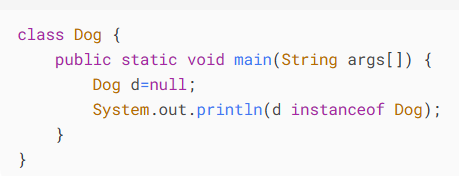 class Dog {
    public static void main(String args[]) {
        Dog d=null;
        System.out.println(d instanceof Dog);
    }
}